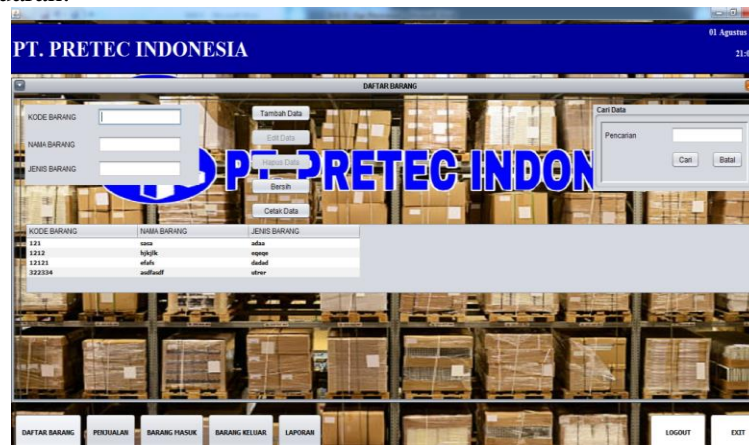 PT. PRETEC INDONESIA
01 Agustus
DAFTAR BARANG
KODE BARANG
NAMA BARANG
JENIS BARANG
Tambah Data
Edit Data
Hapus Data
Bersih
Cetak Data
Cari Data
Pencarian
Cari Batal
PT. PRETEC INDON
KODE BARANG NAMA BARANG JENIS BARANG
121 sasa adaa
1212 hjkjlk eqeqe
12121 efafs dadad
322334 asdfasdf utrer
DAFTAR BARANG PENJUALAN BARANG MASUK BARANG KELUAR LAPORAN LOGOUT EXIT